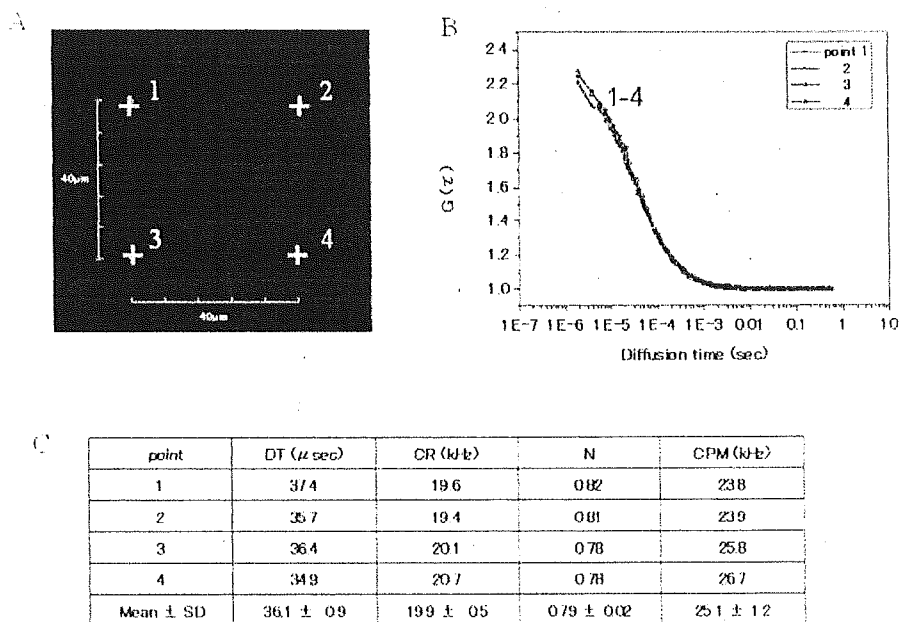 A
1 2
3 4
40μm
40μm
B
G(τ)
2.4
2.2
2.0
1.8
1.6
1.4
1.2
1.0
1-4
point 1
2
3
4
1E-7 1E-6 1E-5 1E-4 1E-3 0.01 0.1 1 10
Diffusion time (sec)
C
point DT (μ sec) CR (kHz) N CPM (kHz)
1 37.4 19.6 0.82 23.8
2 35.7 19.4 0.81 23.9
3 36.4 20.1 0.78 25.8
4 34.9 20.7 0.78 26.7
Mean ± SD 36.1 ± 0.9 19.9 ± 0.5 0.79 ± 0.02 25.1 ± 1.2